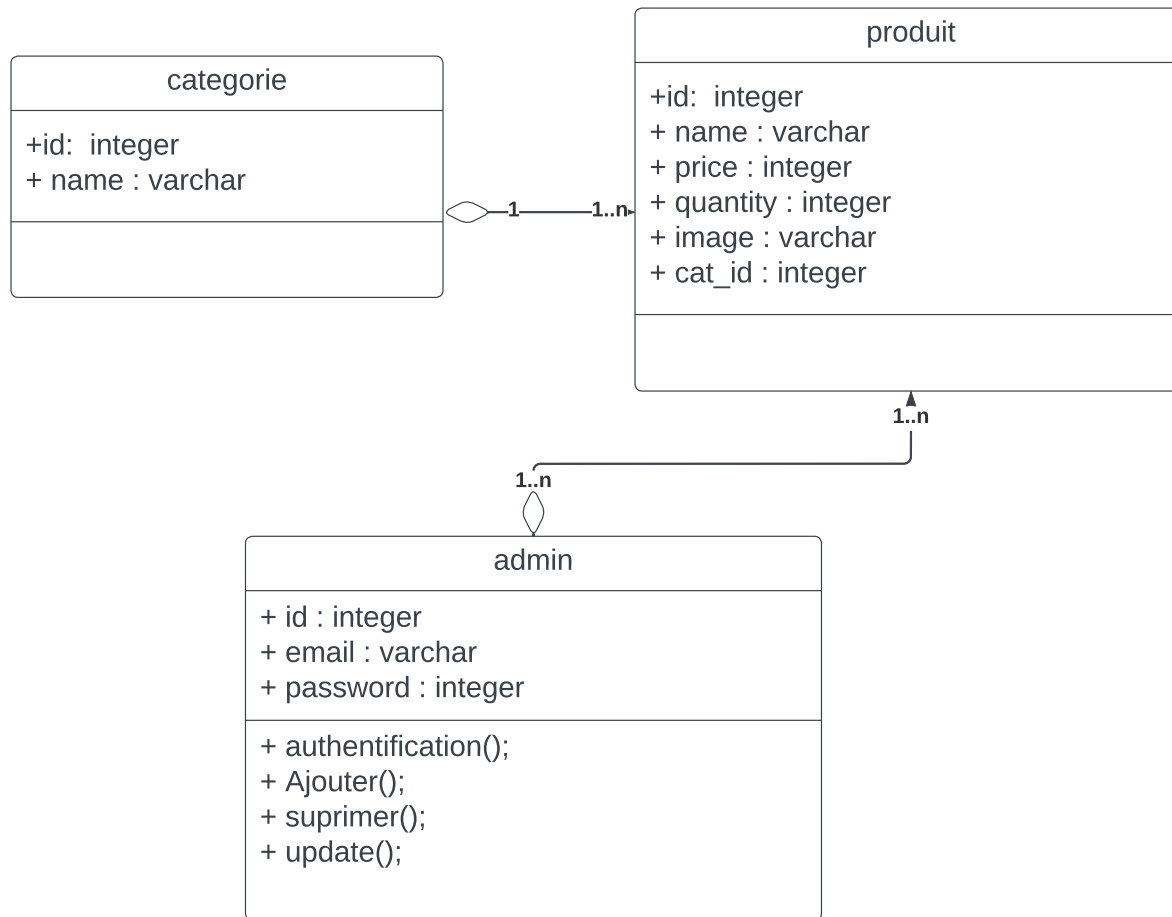 categorie
+id:  integer
+ name : varchar
1
1..n
produit
+id:  integer
+ name : varchar
+ price : integer
+ quantity : integer
+ image : varchar
+ cat_id : integer
1..n
1..n
admin
+ id : integer
+ email : varchar
+ password : integer
+ authentification();
+ Ajouter();
+ suprimer();
+ update();